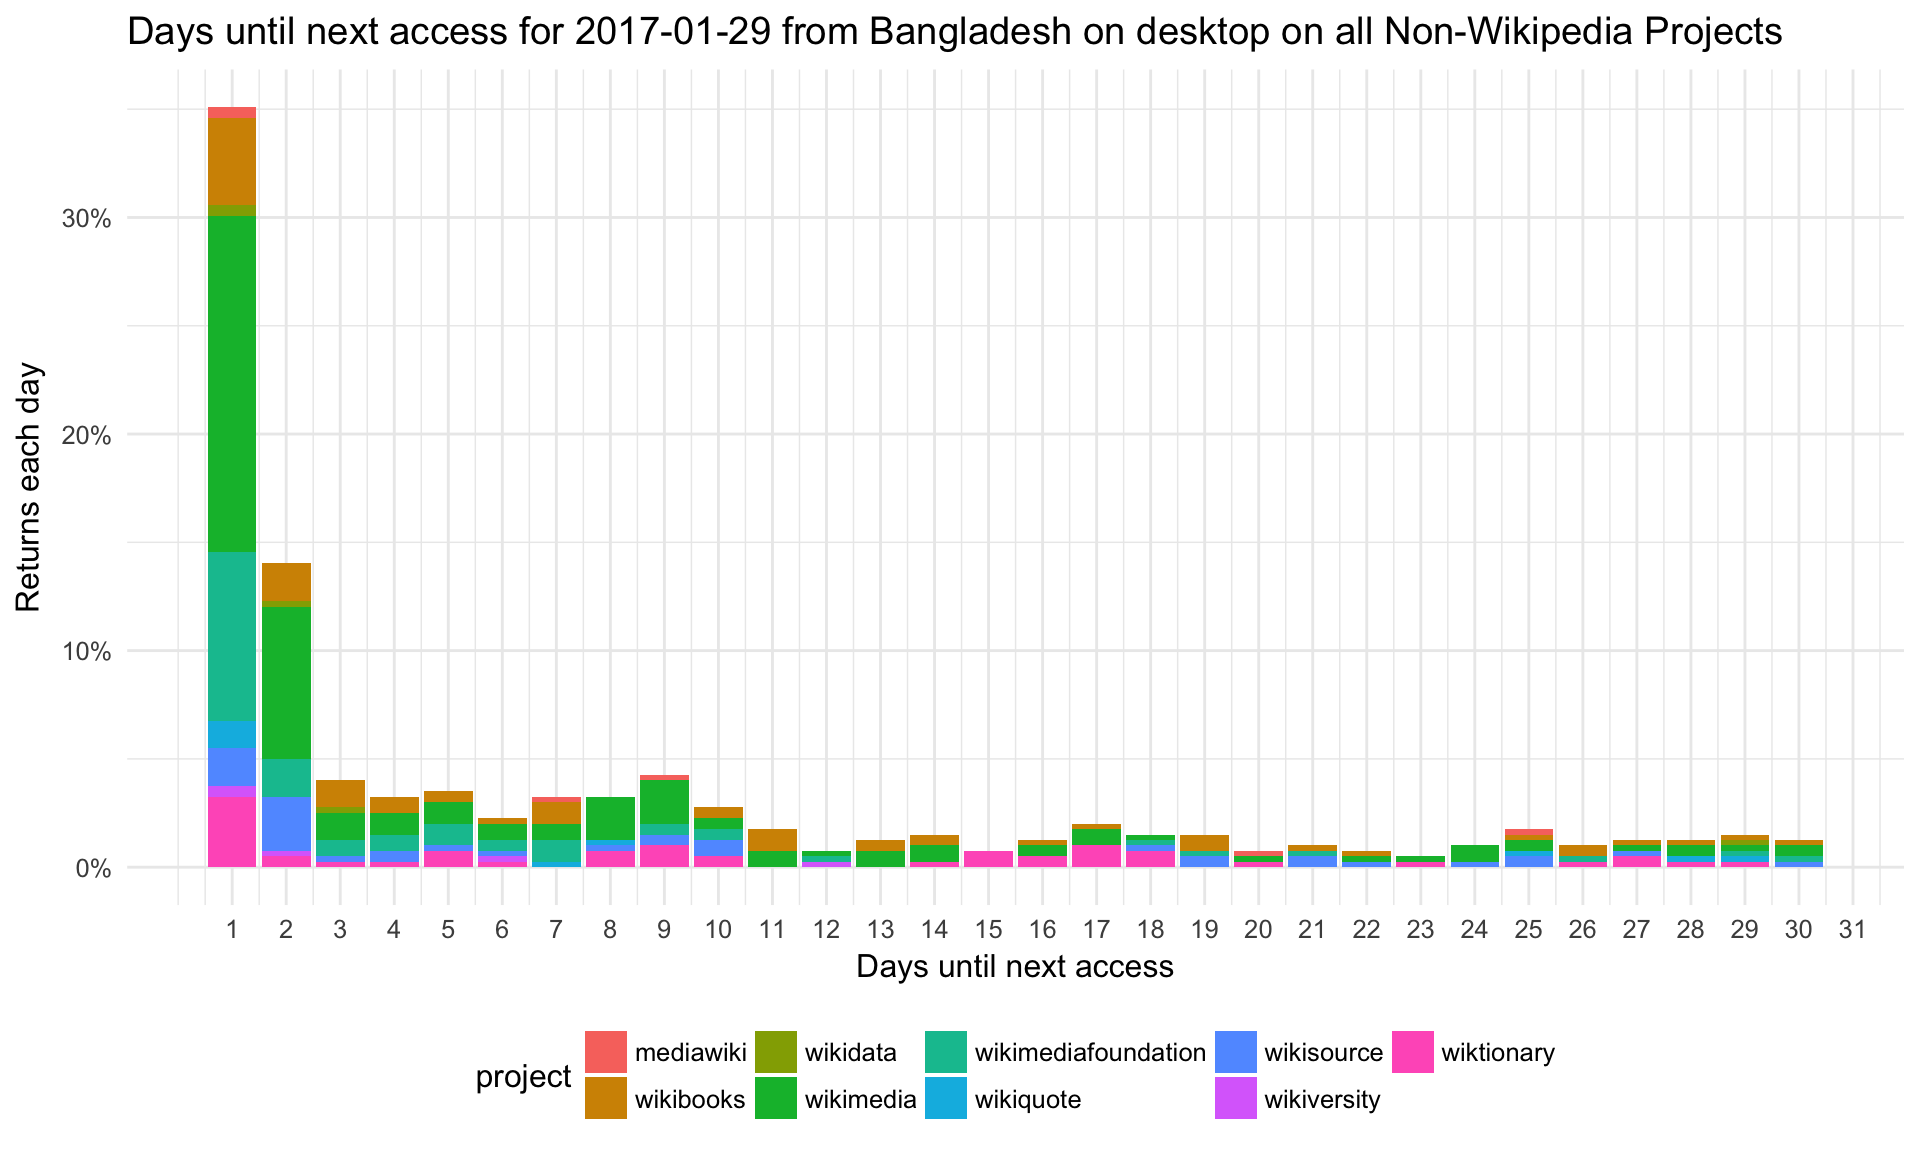 Days until next access for 2017-01-29 from Bangladesh on desktop on all Non-Wikipedia Projects
Returns each day
30%
20%
10%
0%
1 2 3 4 5 6 7 8 9 10 11 12 13 14 15 16 17 18 19 20 21 22 23 24 25 26 27 28 29 30 31
Days until next access
project
mediawiki wikidata wikimediafoundation wikisource wiktionary
wikibooks wikimedia wikiquote wikiversity